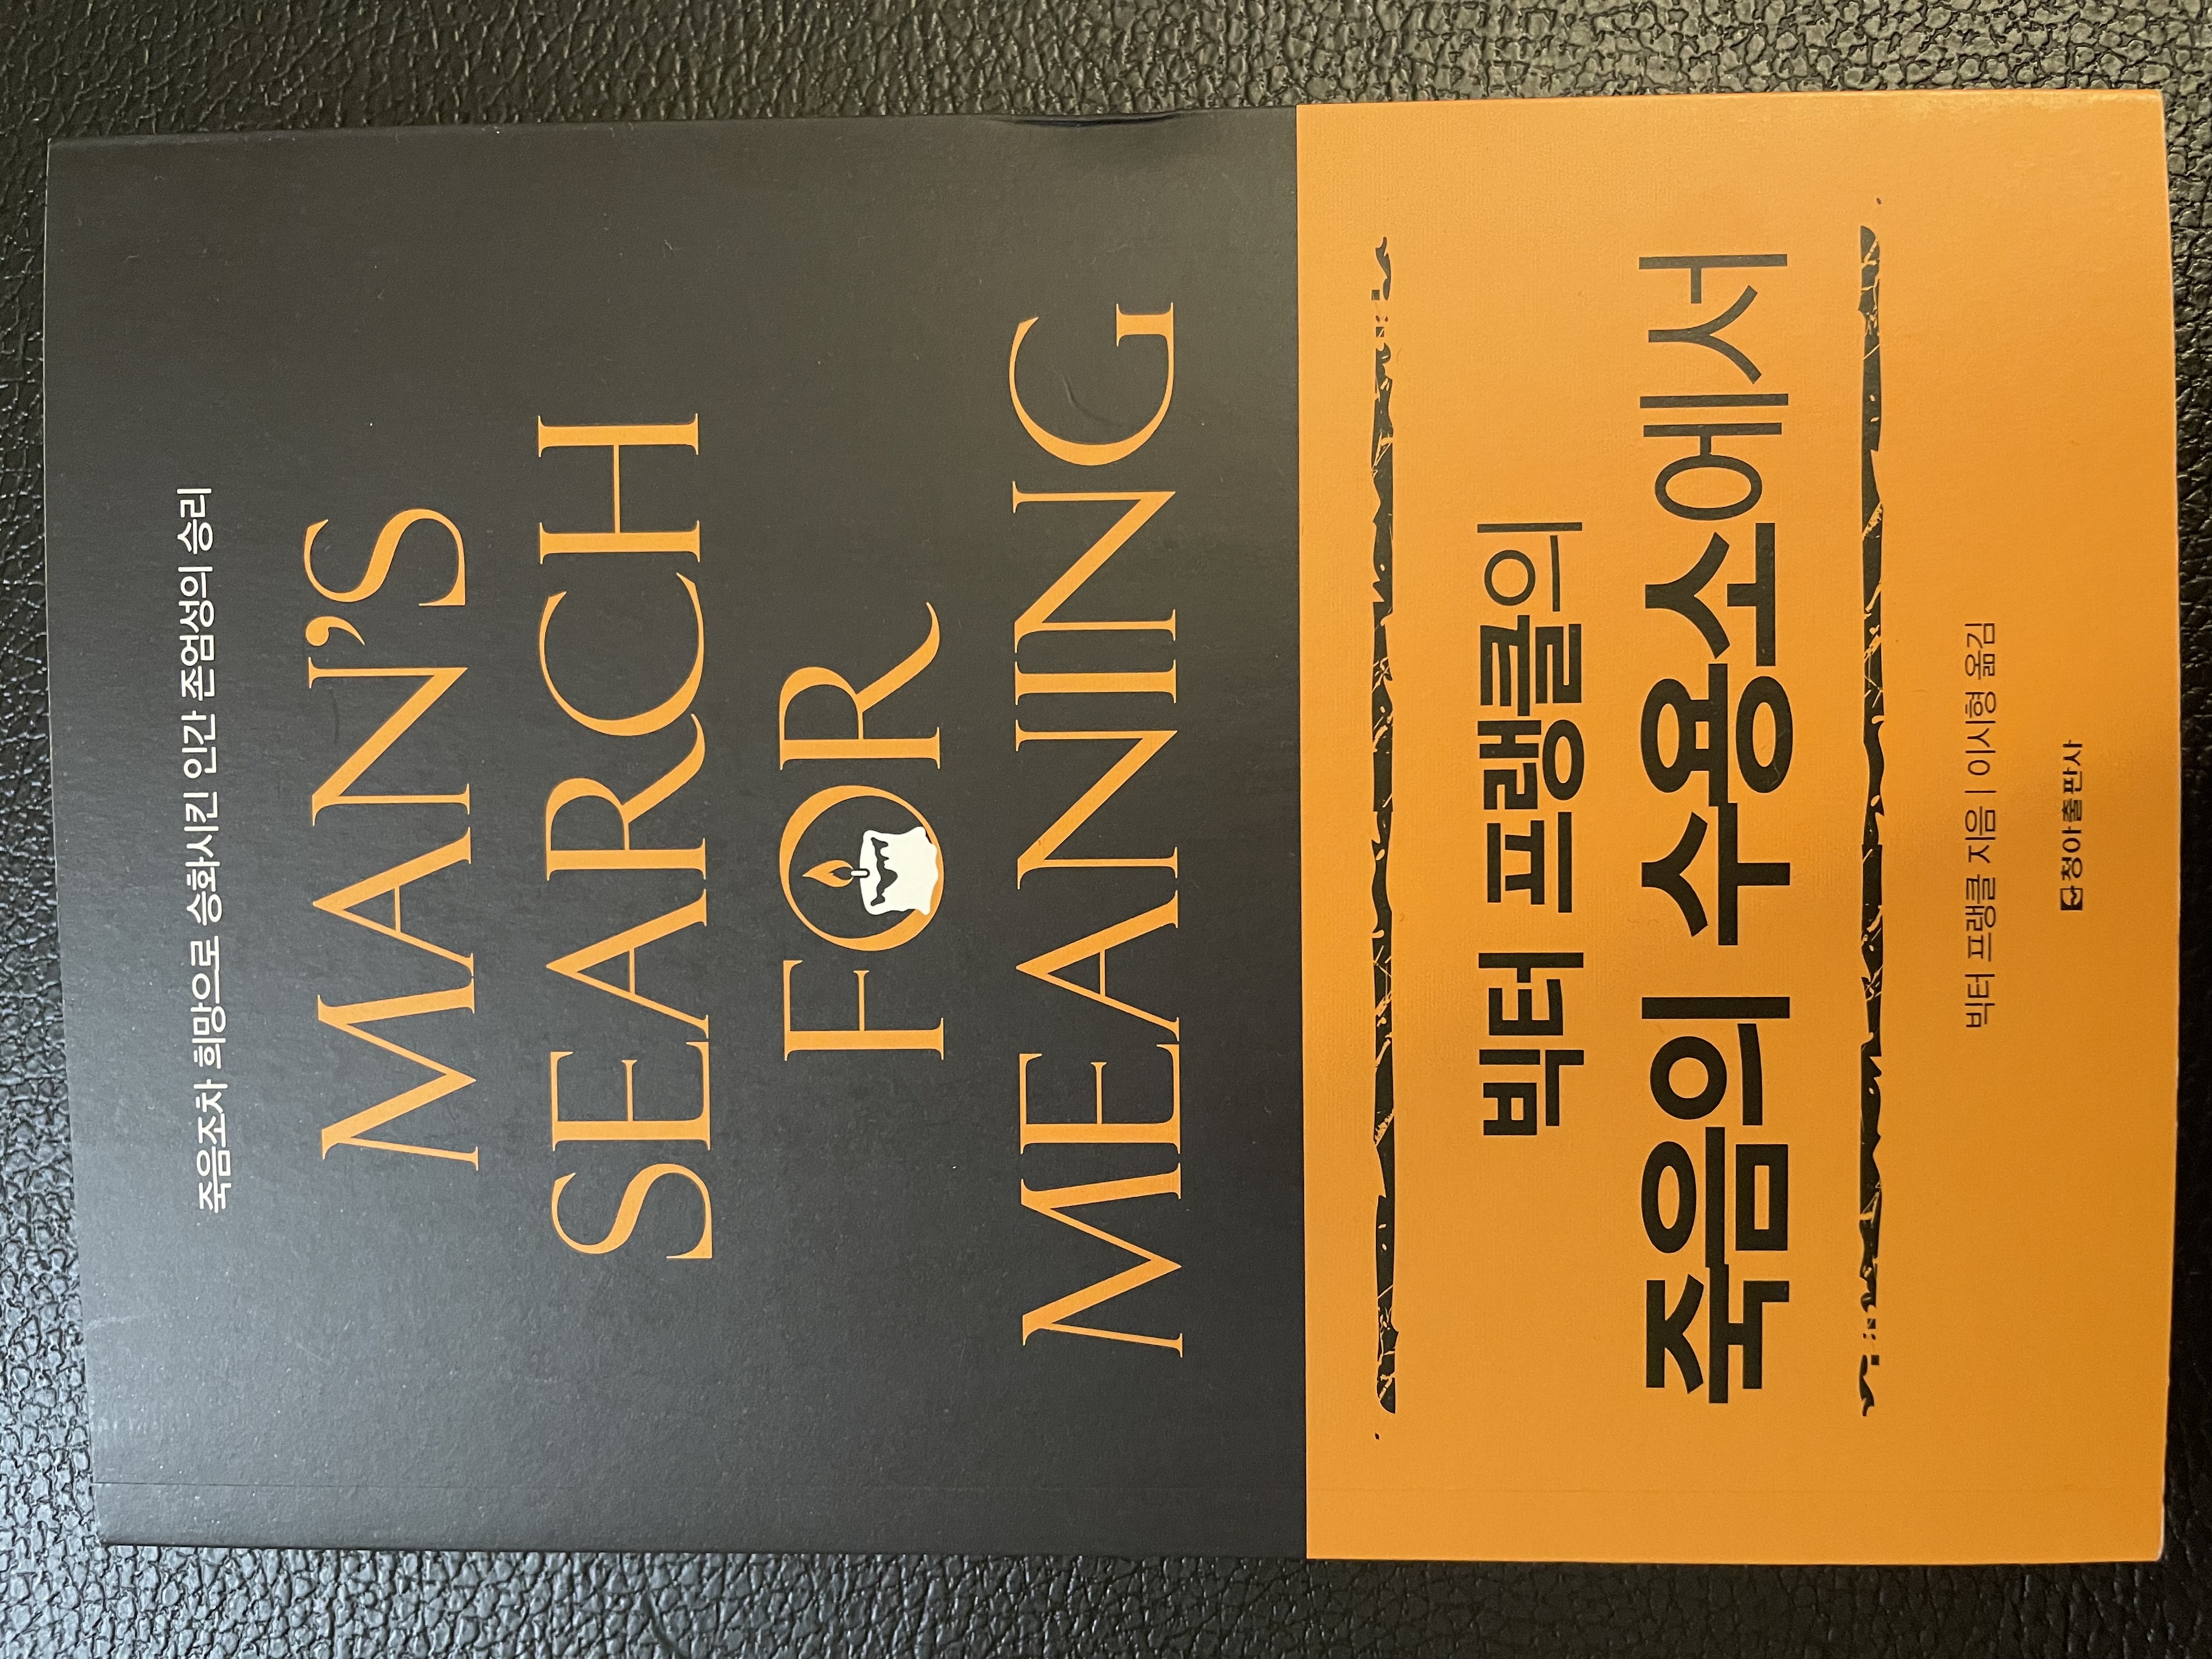 죽음조차 희망으로 승화시킨 인간 존엄성의 승리
MAN'S
SEARCH
FOR
MEANING
빅터 프랭클의
죽음의 수용소에서
빅터 프랭클 지음 | 이시형 옮김
청아출판사